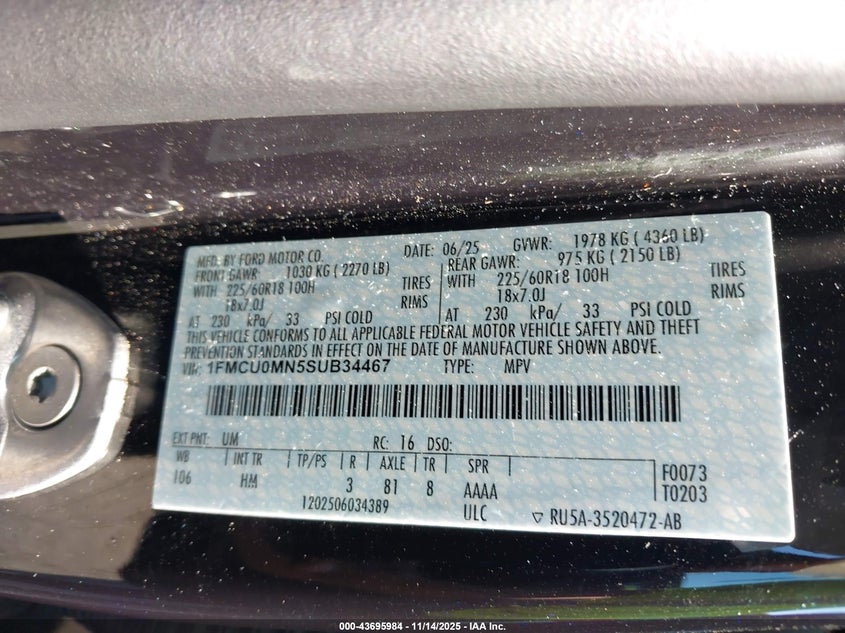 MFD. BY FORD MOTOR CO. DATE: 06/25 GVWR: 1978 KG ( 4360 LB)
FRONT GAWR: 1030 KG ( 2270 LB) REAR GAWR: 975 KG ( 2150 LB)
WITH 225/60R18 100H TIRES WITH 225/60R18 100H TIRES
18x7.0J RIMS 18x7.0J RIMS
AT 230 kPa/ 33 PSI COLD AT 230 kPa/ 33 PSI COLD
THIS VEHICLE CONFORMS TO ALL APPLICABLE FEDERAL MOTOR VEHICLE SAFETY AND THEFT
PREVENTION STANDARDS IN EFFECT ON THE DATE OF MANUFACTURE SHOWN ABOVE.
VIN: 1FMCU0MN5SUB34467 TYPE: MPV
EXT PNT: UM RC: 16 DSO:
WB INT TR TP/PS R AXLE TR SPR F0073
106 HM 3 81 8 AAAA T0203
1202506034389 ULC ▽ RU5A-3520472-AB
000-43695984 - 11/14/2025 - IAA Inc.